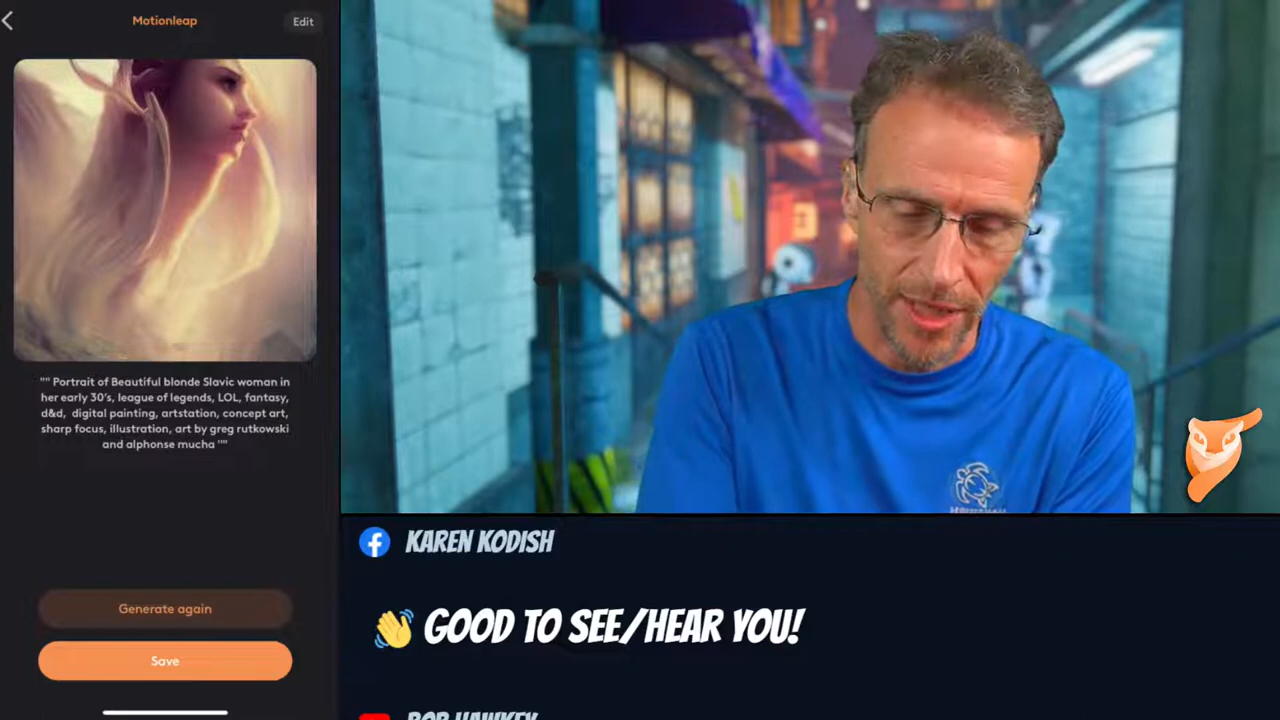 Motionleap
Edit
"" Portrait of Beautiful blonde Slavic woman in
her early 30's, league of legends, LOL, fantasy,
d&d, digital painting, artstation, concept art,
sharp focus, illustration, art by greg rutkowski
and alphonse mucha ""
Generate again
Save
KAREN KODISH
👋 GOOD TO SEE/HEAR YOU!
BOB HAWKEY